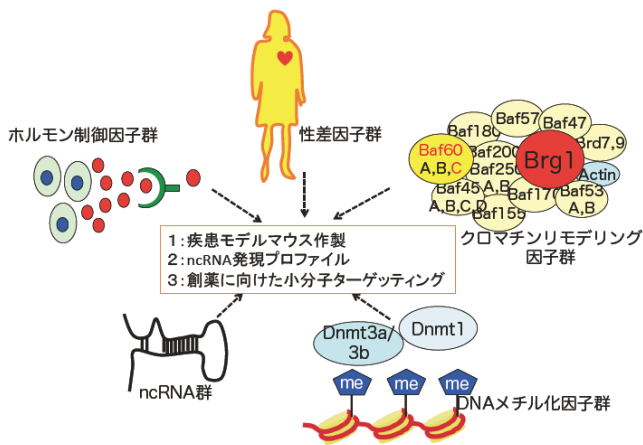 ホルモン制御因子群
性差因子群
Baf57
Baf47
Baf180
Brd7,9
Baf60
A,B,C
Baf200
Brg1
Baf250
A,B
Actin
Baf45
A,B,C,D
Baf170
Baf53
A,B
Baf155
クロマチンリモデリング
因子群
1:疾患モデルマウス作製
2:ncRNA発現プロファイル
3:創薬に向けた小分子ターゲッティング
ncRNA群
Dnmt3a/
3b
Dnmt1
me
me
me
DNAメチル化因子群